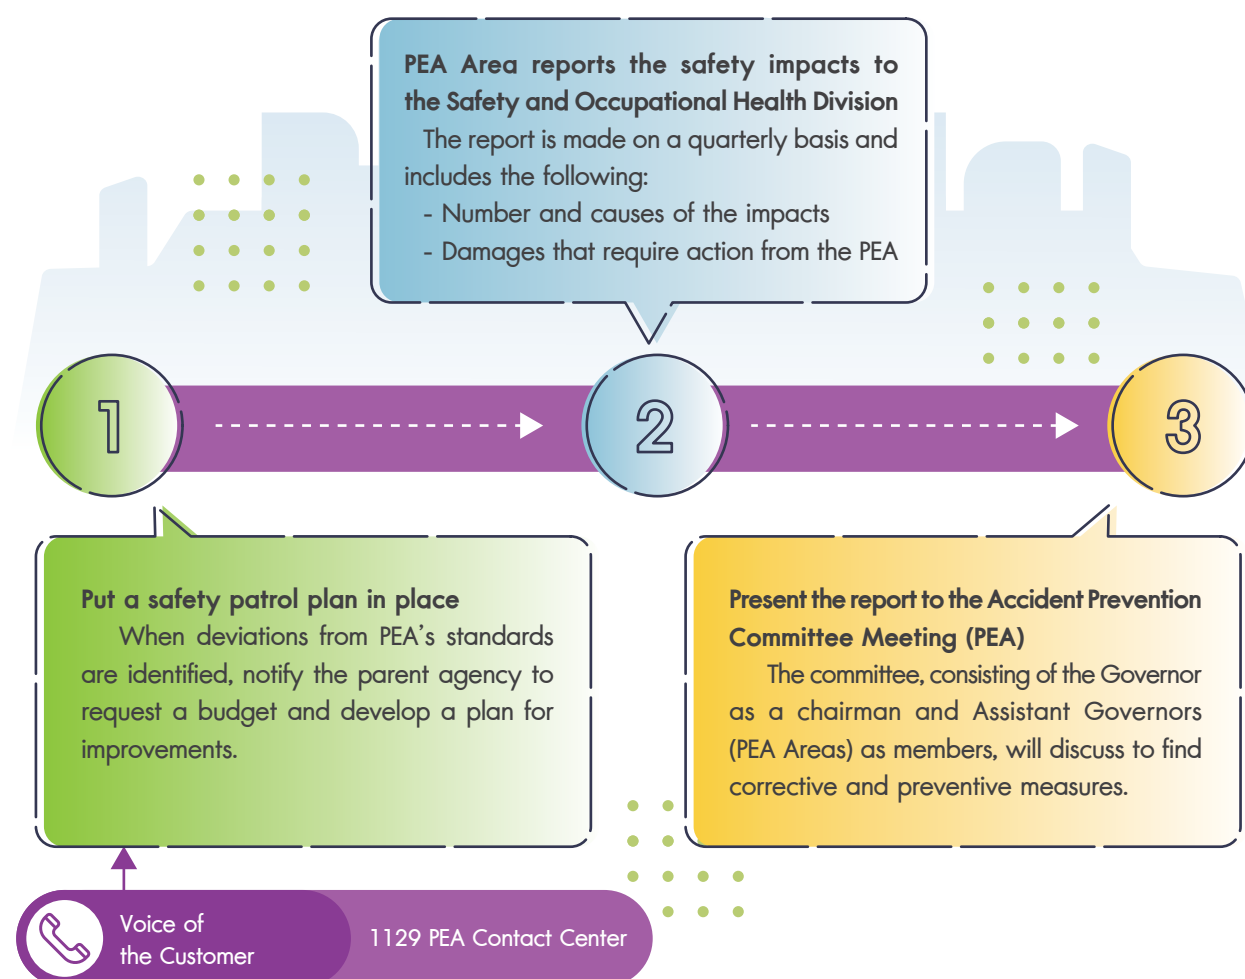 PEA Area reports the safety impacts to
the Safety and Occupational Health Division
The report is made on a quarterly basis and
includes the following:
- Number and causes of the impacts
- Damages that require action from the PEA
1
2
3
Put a safety patrol plan in place
When deviations from PEA's standards
are identified, notify the parent agency to
request a budget and develop a plan for
improvements.
Present the report to the Accident Prevention
Committee Meeting (PEA)
The committee, consisting of the Governor
as a chairman and Assistant Governors
(PEA Areas) as members, will discuss to find
corrective and preventive measures.
Voice of
the Customer
1129 PEA Contact Center